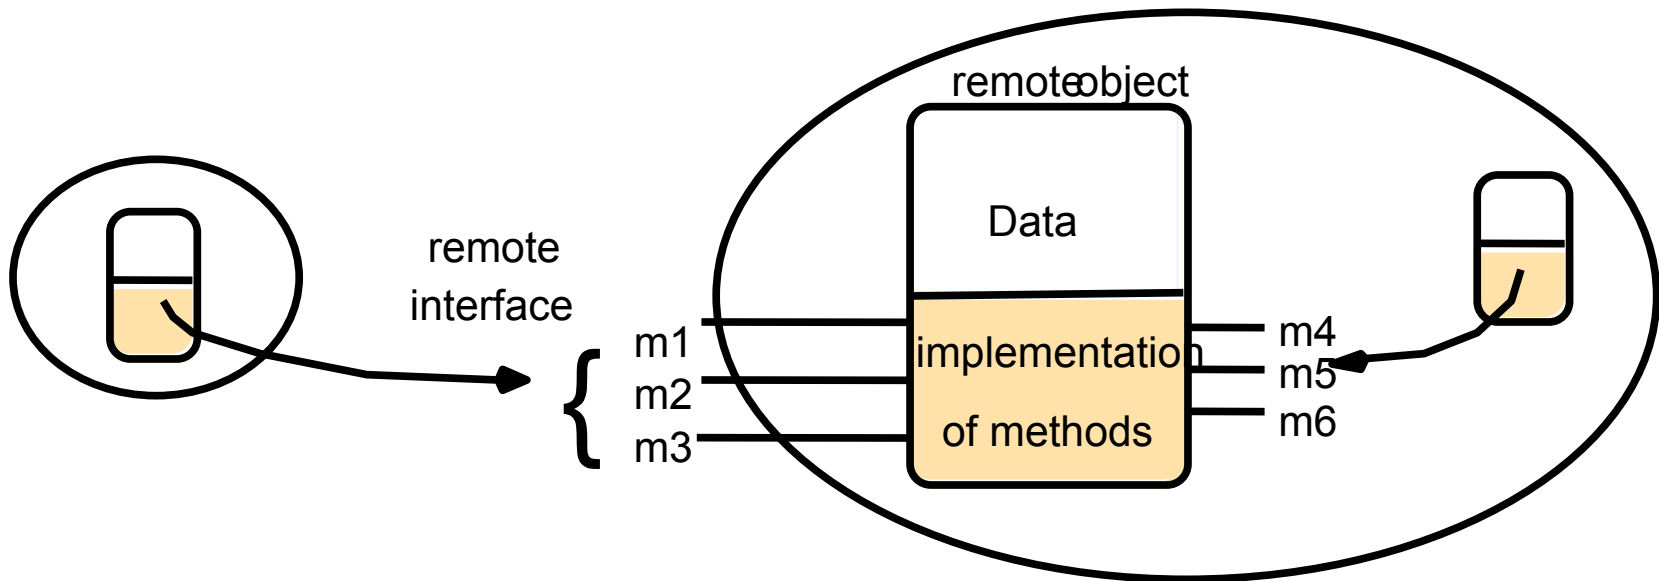 remoteobject
Data
remote
interface
{
m1
m2
m3
implementation
of methods
m4
m5
m6